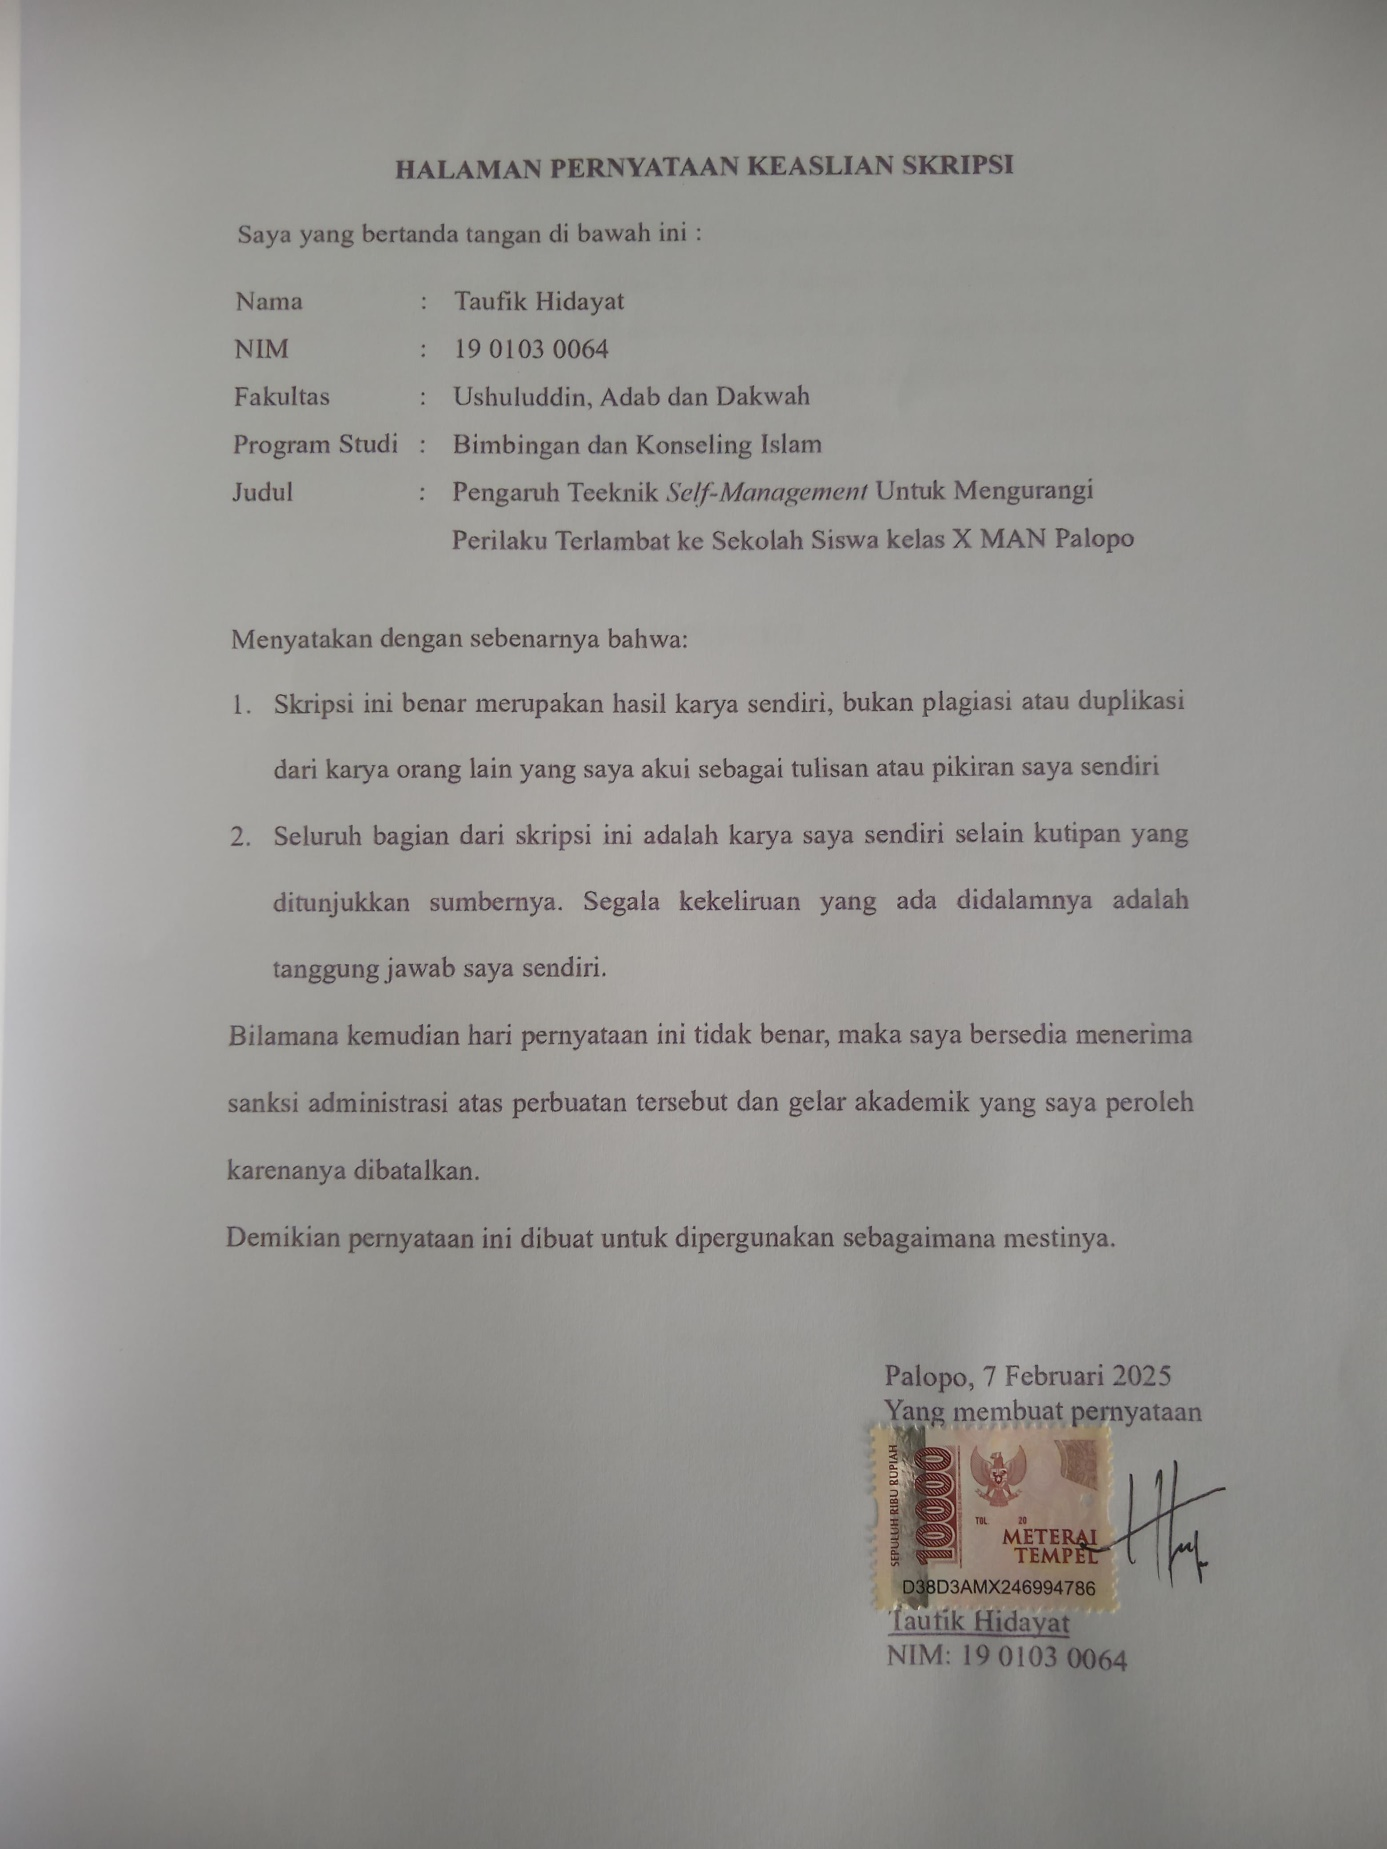 HALAMAN PERNYATAAN KEASLIAN SKRIPSI
Saya yang bertanda tangan di bawah ini :
Nama : Taufik Hidayat
NIM : 19 0103 0064
Fakultas : Ushuluddin, Adab dan Dakwah
Program Studi : Bimbingan dan Konseling Islam
Judul : Pengaruh Teeknik Self-Management Untuk Mengurangi
Perilaku Terlambat ke Sekolah Siswa kelas X MAN Palopo
Menyatakan dengan sebenarnya bahwa:
1. Skripsi ini benar merupakan hasil karya sendiri, bukan plagiasi atau duplikasi
dari karya orang lain yang saya akui sebagai tulisan atau pikiran saya sendiri
2. Seluruh bagian dari skripsi ini adalah karya saya sendiri selain kutipan yang
ditunjukkan sumbernya. Segala kekeliruan yang ada didalamnya adalah
tanggung jawab saya sendiri.
Bilamana kemudian hari pernyataan ini tidak benar, maka saya bersedia menerima
sanksi administrasi atas perbuatan tersebut dan gelar akademik yang saya peroleh
karenanya dibatalkan.
Demikian pernyataan ini dibuat untuk dipergunakan sebagaimana mestinya.
Palopo, 7 Februari 2025
Yang membuat pernyataan
SEPULUH RIBU RUPIAH
10000
TGL. 20
METERAI
TEMPEL
D38D3AMX246994786
Taufik Hidayat
NIM: 19 0103 0064